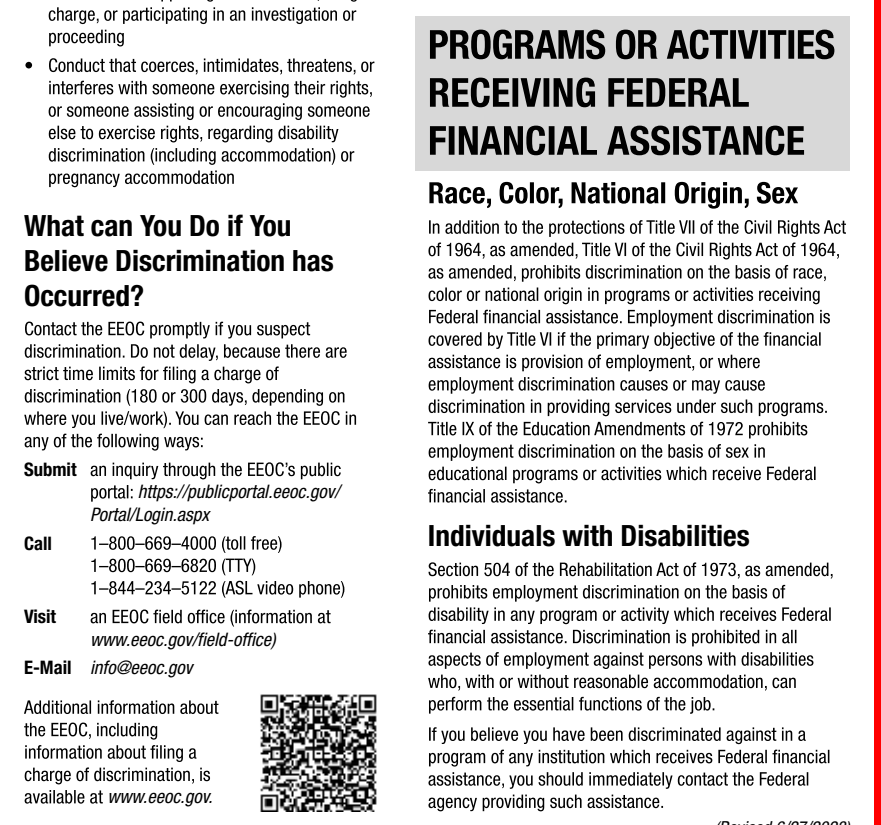 charge, or participating in an investigation or
proceeding
• Conduct that coerces, intimidates, threatens, or
interferes with someone exercising their rights,
or someone assisting or encouraging someone
else to exercise rights, regarding disability
discrimination (including accommodation) or
pregnancy accommodation
What can You Do if You
Believe Discrimination has
Occurred?
Contact the EEOC promptly if you suspect
discrimination. Do not delay, because there are
strict time limits for filing a charge of
discrimination (180 or 300 days, depending on
where you live/work). You can reach the EEOC in
any of the following ways:
Submit an inquiry through the EEOC's public
portal: https://publicportal.eeoc.gov/
Portal/Login.aspx
Call 1–800–669–4000 (toll free)
1–800–669–6820 (TTY)
1–844–234–5122 (ASL video phone)
Visit an EEOC field office (information at
www.eeoc.gov/field-office)
E-Mail info@eeoc.gov
Additional information about
the EEOC, including
information about filing a
charge of discrimination, is
available at www.eeoc.gov.
PROGRAMS OR ACTIVITIES
RECEIVING FEDERAL
FINANCIAL ASSISTANCE
Race, Color, National Origin, Sex
In addition to the protections of Title VII of the Civil Rights Act
of 1964, as amended, Title VI of the Civil Rights Act of 1964,
as amended, prohibits discrimination on the basis of race,
color or national origin in programs or activities receiving
Federal financial assistance. Employment discrimination is
covered by Title VI if the primary objective of the financial
assistance is provision of employment, or where
employment discrimination causes or may cause
discrimination in providing services under such programs.
Title IX of the Education Amendments of 1972 prohibits
employment discrimination on the basis of sex in
educational programs or activities which receive Federal
financial assistance.
Individuals with Disabilities
Section 504 of the Rehabilitation Act of 1973, as amended,
prohibits employment discrimination on the basis of
disability in any program or activity which receives Federal
financial assistance. Discrimination is prohibited in all
aspects of employment against persons with disabilities
who, with or without reasonable accommodation, can
perform the essential functions of the job.
If you believe you have been discriminated against in a
program of any institution which receives Federal financial
assistance, you should immediately contact the Federal
agency providing such assistance.